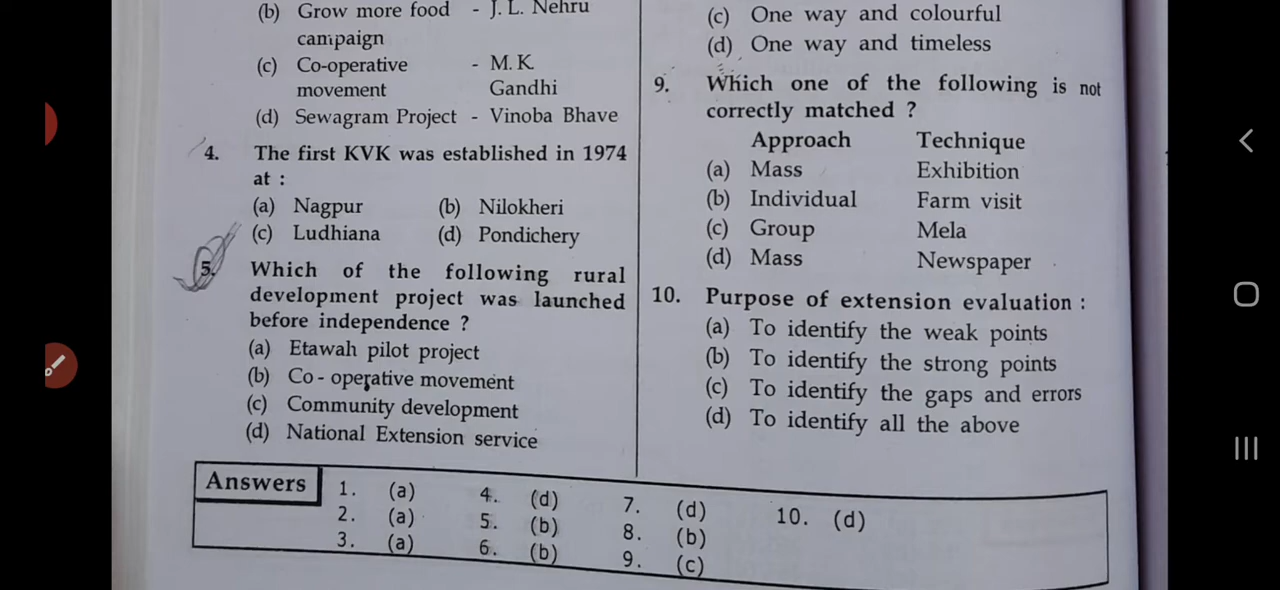 (b) Grow more food - J. L. Nehru
campaign
(c) Co-operative - M. K.
movement Gandhi
(d) Sewagram Project - Vinoba Bhave
4. The first KVK was established in 1974
at :
(a) Nagpur (b) Nilokheri
(c) Ludhiana (d) Pondichery
5. Which of the following rural
development project was launched
before independence ?
(a) Etawah pilot project
(b) Co - operative movement
(c) Community development
(d) National Extension service
(c) One way and colourful
(d) One way and timeless
9. Which one of the following is not
correctly matched ?
Approach Technique
(a) Mass Exhibition
(b) Individual Farm visit
(c) Group Mela
(d) Mass Newspaper
10. Purpose of extension evaluation :
(a) To identify the weak points
(b) To identify the strong points
(c) To identify the gaps and errors
(d) To identify all the above
Answers 1. (a) 4. (d) 7. (d) 10. (d)
2. (a) 5. (b) 8. (b)
3. (a) 6. (b) 9. (c)